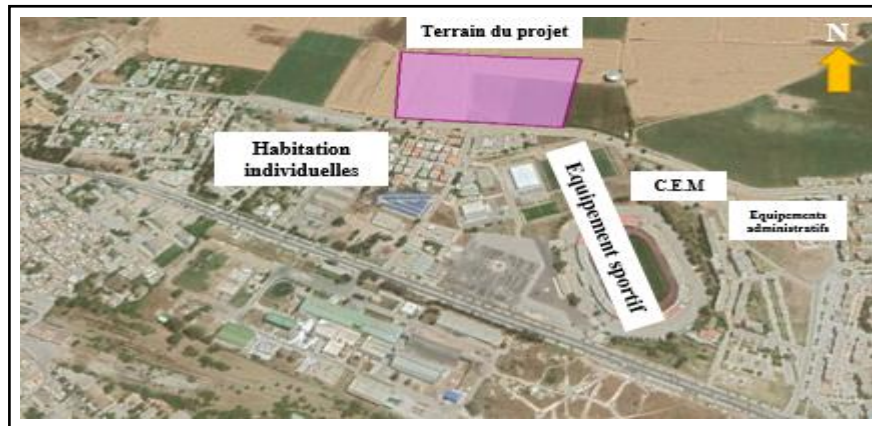 Terrain du projet
N
Habitation
individuelles
Equipement sportif
C.E.M
Equipements
administratifs